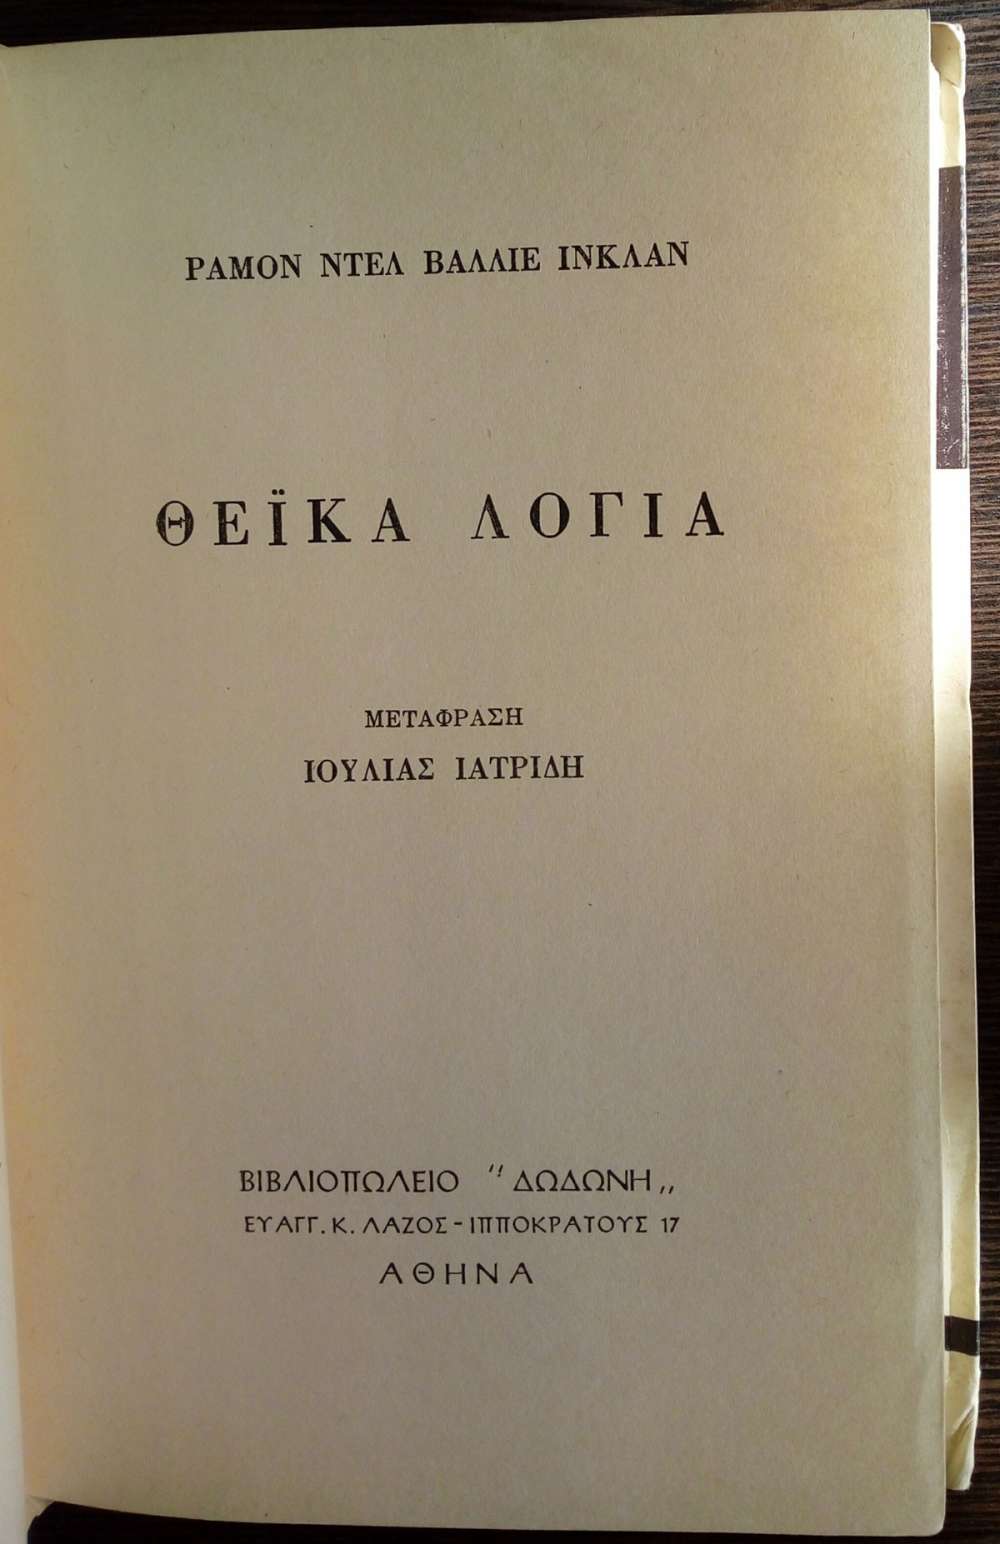 ΡΑΜΟΝ ΝΤΕΛ ΒΑΛΛΙΕ ΙΝΚΛΑΝ
ΘΕΪΚΑ ΛΟΓΙΑ
ΜΕΤΑΦΡΑΣΗ
ΙΟΥΛΙΑΣ ΙΑΤΡΙΔΗ
ΒΙΒΛΙΟΠΩΛΕΙΟ "ΔΩΔΩΝΗ„
ΕΥΑΓΓ. Κ. ΛΑΖΟΣ - ΙΠΠΟΚΡΑΤΟΥΣ 17
ΑΘΗΝΑ